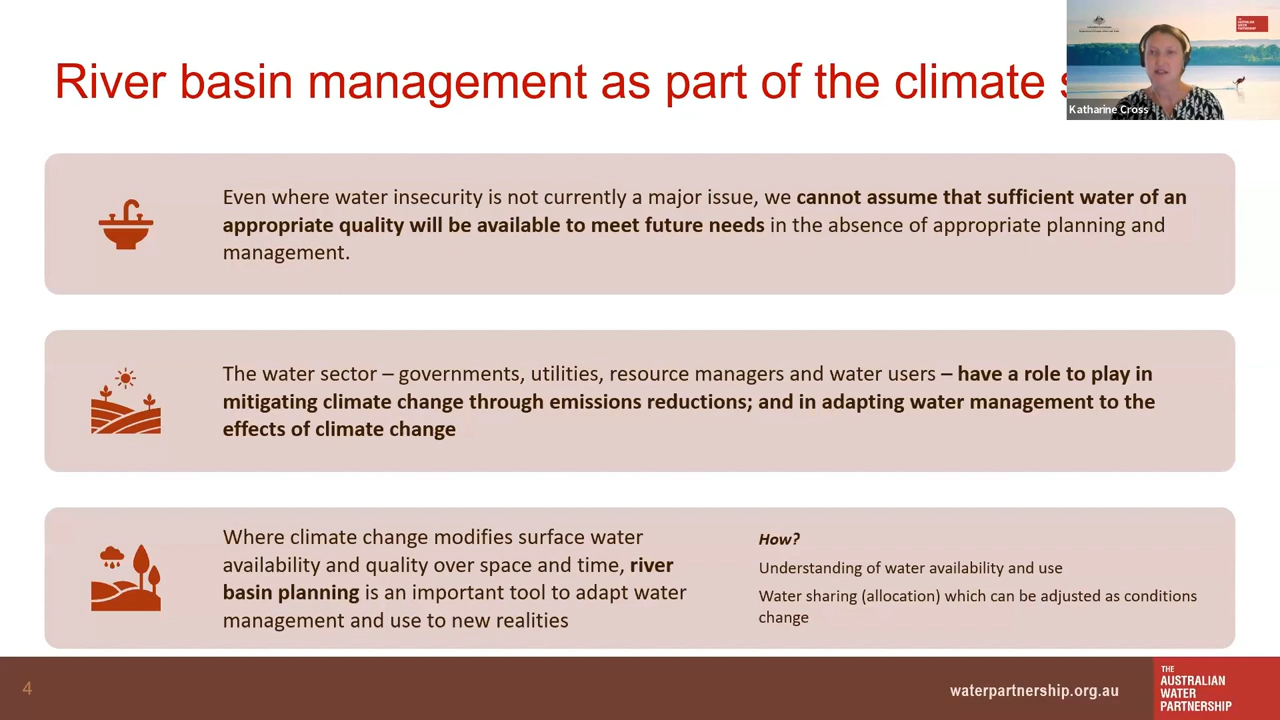 River basin management as part of the climate s
Katharine Cross
Even where water insecurity is not currently a major issue, we cannot assume that sufficient water of an
appropriate quality will be available to meet future needs in the absence of appropriate planning and
management.
The water sector – governments, utilities, resource managers and water users – have a role to play in
mitigating climate change through emissions reductions; and in adapting water management to the
effects of climate change
Where climate change modifies surface water
availability and quality over space and time, river
basin planning is an important tool to adapt water
management and use to new realities
How?
Understanding of water availability and use
Water sharing (allocation) which can be adjusted as conditions
change
4
waterpartnership.org.au
THE
AUSTRALIAN
WATER
PARTNERSHIP